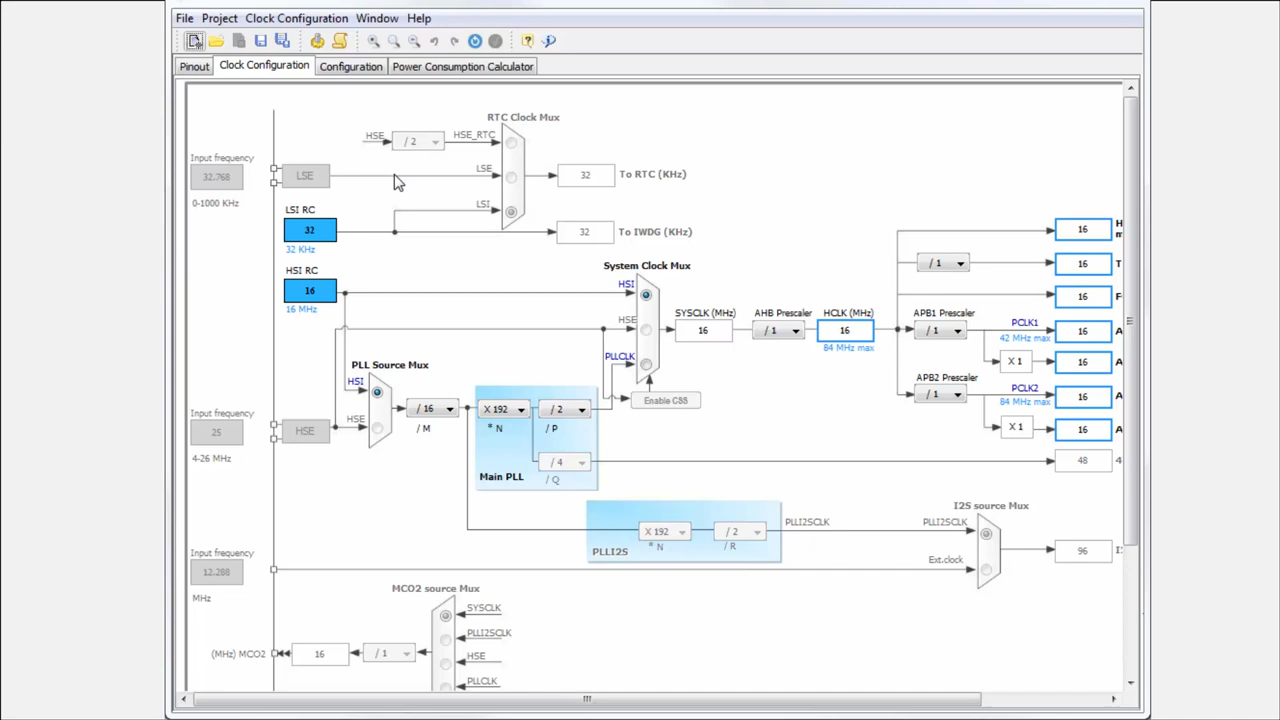 File Project Clock Configuration Window Help
Pinout Clock Configuration Configuration Power Consumption Calculator
RTC Clock Mux
HSE / 2 HSE_RTC
Input frequency
32.768 LSE LSE 32 To RTC (KHz)
0-1000 KHz
LSI RC LSI
32 32 To IWDG (KHz)
32 KHz
HSI RC
16
16 MHz
System Clock Mux
HSI
HSE
PLLCLK
SYSCLK (MHz) AHB Prescaler HCLK (MHz) APB1 Prescaler
16 / 1 16 / 1
84 MHz max
PCLK1
42 MHz max
X 1
APB2 Prescaler
/ 1
PCLK2
84 MHz max
X 1
16 H
m
/ 1 16 T
16 F
16 A
16 A
16 A
16 A
48 4
Enable CSS
PLL Source Mux
HSI
HSE
/ 16
/ M
X 192 / 2
* N / P
/ 4
Main PLL / Q
Input frequency
25 HSE
4-26 MHz
X 192 / 2 PLLI2SCLK
PLLI2S * N / R
I2S source Mux
PLLI2SCLK
Ext.clock
96
Input frequency
12.288
MHz
MCO2 source Mux
SYSCLK
PLLI2SCLK
HSE
PLLCLK
(MHz) MCO2 16 / 1